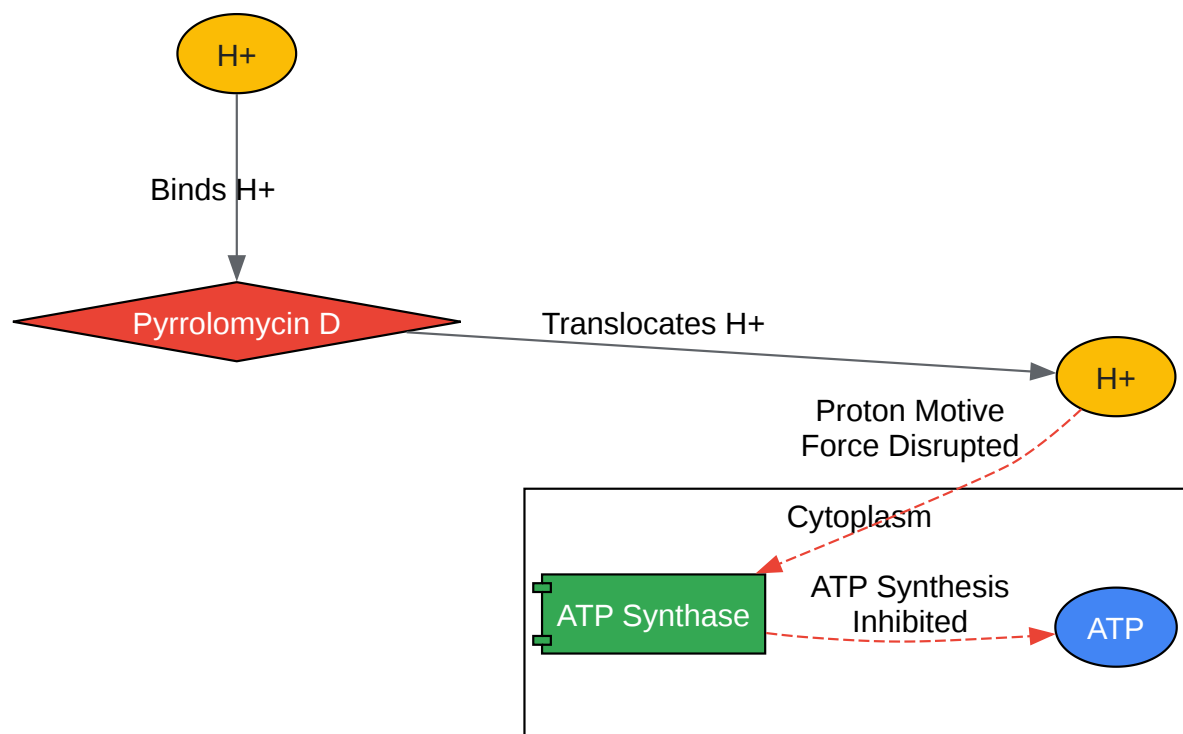 H+
Binds H+
Pyrrolomycin D
Translocates H+
H+
Proton Motive
Force Disrupted
Cytoplasm
ATP Synthase
ATP Synthesis
Inhibited
ATP